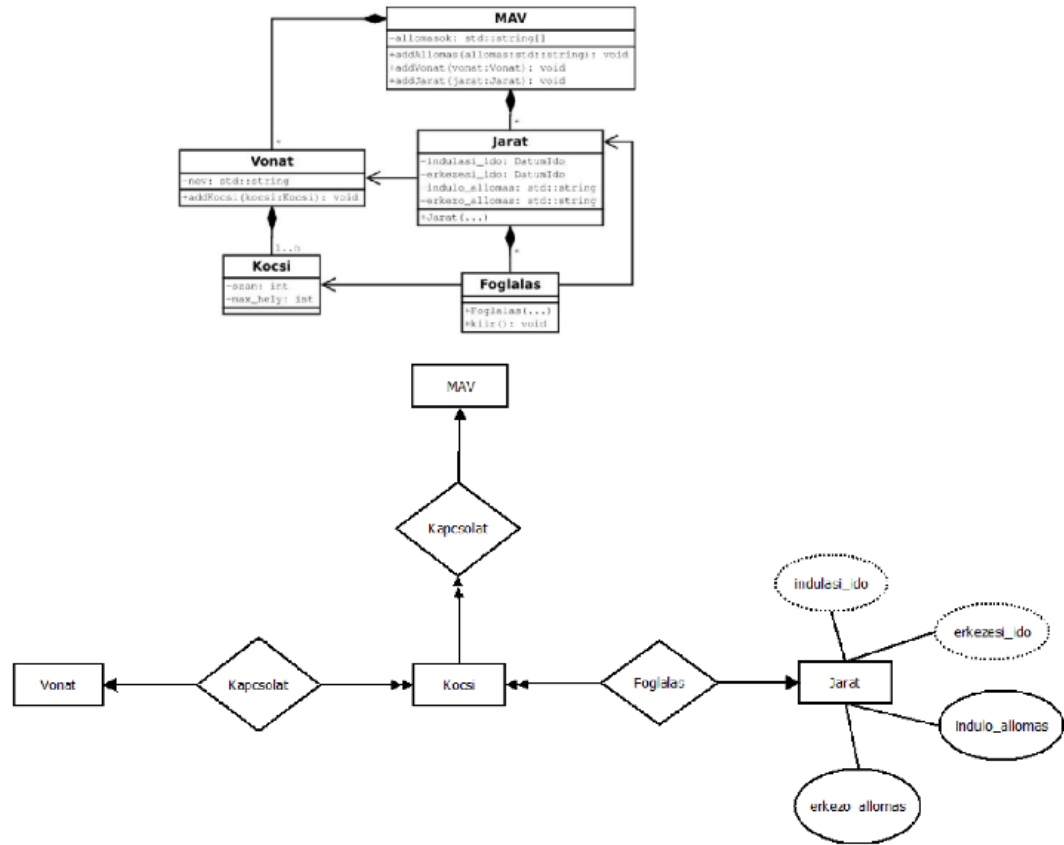 MAV
-allomasok: std::string[]
+addAllomas(allomas:std::string): void
+addVonat(vonat:Vonat): void
+addJarat(jarat:Jarat): void
*
*
Vonat
-nev: std::string
+addKocsi(kocsi:Kocsi): void
Jarat
-indulasi_ido: DatumIdo
-erkezesi_ido: DatumIdo
-indulo_allomas: std::string
-erkezo_allomas: std::string
+Jarat(...)
1..n
*
Kocsi
-szam: int
-max_hely: int
Foglalas
+Foglalas(...)
+kiir(): void
MAV
Kapcsolat
indulasi_ido
erkezesi_ido
Vonat
Kapcsolat
Kocsi
Foglalas
Jarat
indulo_allomas
erkezo_allomas